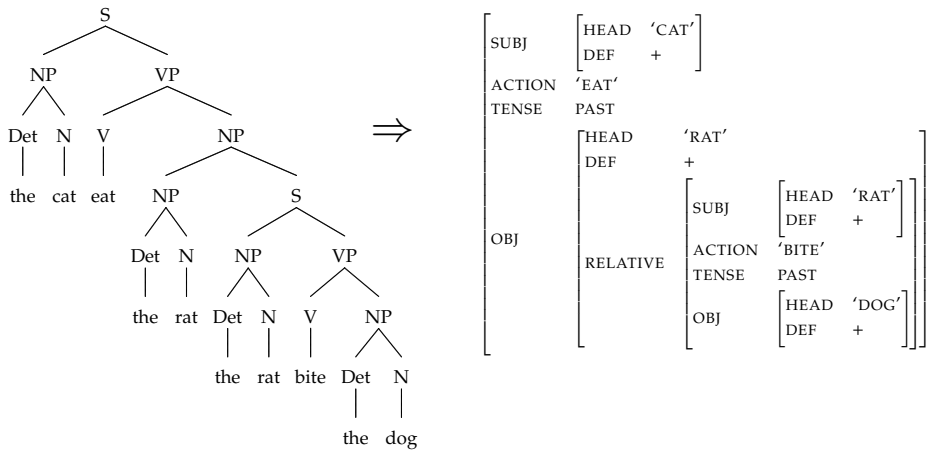 S
NP VP
Det N V NP
the cat eat NP S
Det N NP VP
the rat Det N V NP
the rat bite Det N
the dog
⇒
SUBJ HEAD ‘CAT’
DEF +
ACTION ‘EAT‘
TENSE PAST
OBJ HEAD ‘RAT’
DEF +
RELATIVE SUBJ HEAD ‘RAT’
DEF +
ACTION ‘BITE’
TENSE PAST
OBJ HEAD ‘DOG’
DEF +